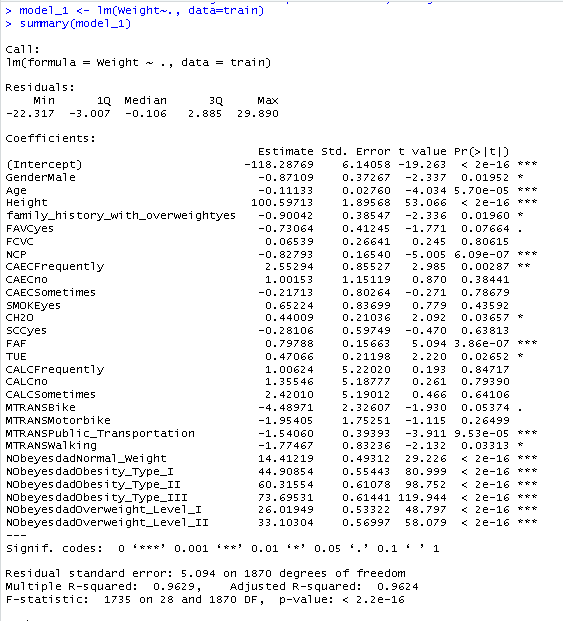 > model_1 <- lm(Weight~., data=train)
> summary(model_1)
Call:
lm(formula = Weight ~ ., data = train)
Residuals:
    Min      1Q  Median      3Q     Max
-22.317  -3.007  -0.106   2.885  29.890
Coefficients:
                                    Estimate Std. Error t value Pr(>|t|)
(Intercept)                       -118.28769    6.14058 -19.263  < 2e-16 ***
GenderMale                          -0.87109    0.37267  -2.337  0.01952 *
Age                                 -0.11133    0.02760  -4.034 5.70e-05 ***
Height                             100.59713    1.89568  53.066  < 2e-16 ***
family_history_with_overweightyes   -0.90042    0.38547  -2.336  0.01960 *
FAVCyes                             -0.73064    0.41245  -1.771  0.07664 .
FCVC                                 0.06539    0.26641   0.245  0.80615
NCP                                 -0.82793    0.16540  -5.005 6.09e-07 ***
CAECFrequently                       2.55294    0.85527   2.985  0.00287 **
CAECno                               1.00153    1.15119   0.870  0.38441
CAECSometimes                       -0.21713    0.80264  -0.271  0.78679
SMOKEyes                             0.65224    0.83699   0.779  0.43592
CH2O                                 0.44009    0.21036   2.092  0.03657 *
SCCyes                              -0.28106    0.59749  -0.470  0.63813
FAF                                  0.79788    0.15663   5.094 3.86e-07 ***
TUE                                  0.47066    0.21198   2.220  0.02652 *
CALCFrequently                       1.00624    5.22020   0.193  0.84717
CALCno                               1.35546    5.18777   0.261  0.79390
CALCSometimes                        2.42010    5.19012   0.466  0.64106
MTRANSBike                          -4.48971    2.32607  -1.930  0.05374 .
MTRANSMotorbike                     -1.95405    1.75251  -1.115  0.26499
MTRANSPublic_Transportation         -1.54060    0.39393  -3.911 9.53e-05 ***
MTRANSWalking                       -1.77467    0.83236  -2.132  0.03313 *
NObeyesdadNormal_Weight             14.41219    0.49312  29.226  < 2e-16 ***
NObeyesdadObesity_Type_I            44.90854    0.55443  80.999  < 2e-16 ***
NObeyesdadObesity_Type_II           60.31554    0.61078  98.752  < 2e-16 ***
NObeyesdadObesity_Type_III          73.69531    0.61441 119.944  < 2e-16 ***
NObeyesdadOverweight_Level_I        26.01949    0.53322  48.797  < 2e-16 ***
NObeyesdadOverweight_Level_II       33.10304    0.56997  58.079  < 2e-16 ***
---
Signif. codes:  0 ‘***’ 0.001 ‘**’ 0.01 ‘*’ 0.05 ‘.’ 0.1 ‘ ’ 1
Residual standard error: 5.094 on 1870 degrees of freedom
Multiple R-squared:  0.9629,	Adjusted R-squared:  0.9624
F-statistic:  1735 on 28 and 1870 DF,  p-value: < 2.2e-16